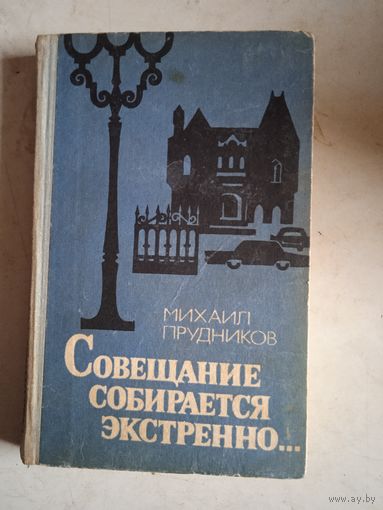 МИХАИЛ
ПРУДНИКОВ
СОВЕЩАНИЕ
СОБИРАЕТСЯ
ЭКСТРЕННО...
www.ay.by